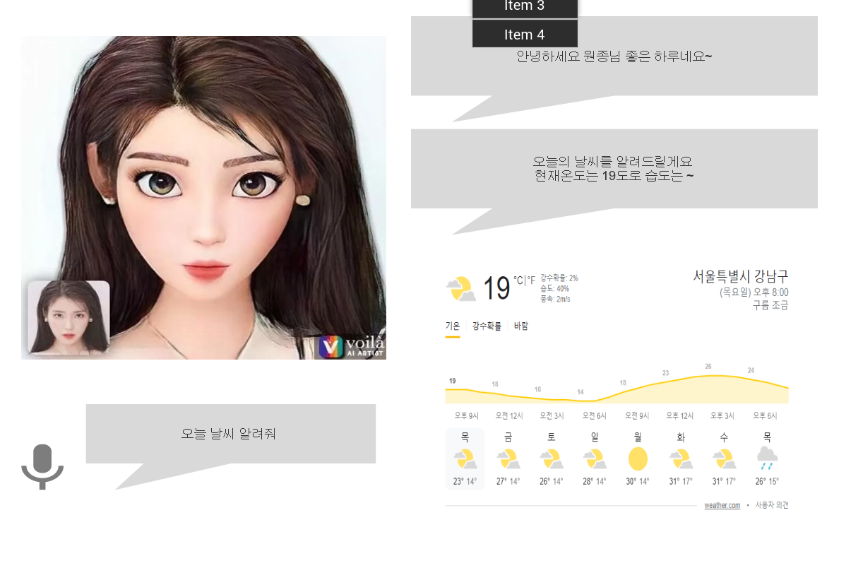 Item 3
Item 4
안녕하세요 원종님 좋은 하루네요~
오늘의 날씨를 알려드릴게요
현재온도는 19도로 습도는 ~
voilà
AI ARTIST
오늘 날씨 알려줘
19 °C|°F
강수확률: 2%
습도: 40%
풍속: 2m/s
서울특별시 강남구
(목요일) 오후 8:00
구름 조금
기온 강수확률 바람
19 18 16 14 18 23 26 24
오후 9시 오전 12시 오전 3시 오전 6시 오전 9시 오후 12시 오후 3시 오후 6시
목 금 토 일 월 화 수 목
23° 14° 27° 14° 26° 14° 28° 14° 30° 14° 31° 17° 31° 17° 26° 15°
weather.com • 사용자 의견